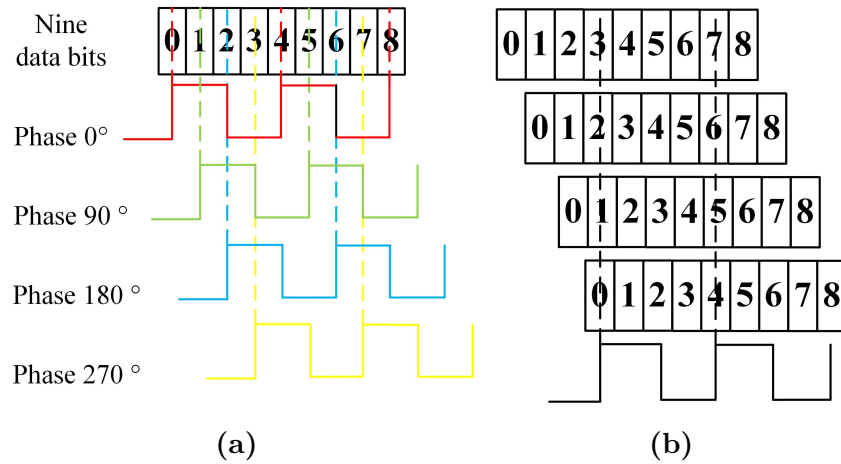 Nine
data bits
0 1 2 3 4 5 6 7 8
Phase 0°
Phase 90 °
Phase 180 °
Phase 270 °
(a)
0 1 2 3 4 5 6 7 8
0 1 2 3 4 5 6 7 8
0 1 2 3 4 5 6 7 8
0 1 2 3 4 5 6 7 8
(b)